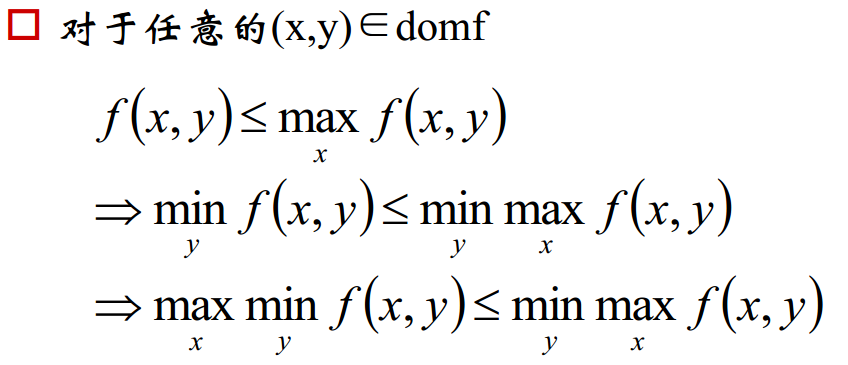 对于任意的(x,y)∈domf
f(x, y) ≤ max_x f(x, y)
⇒ min_y f(x, y) ≤ min_y max_x f(x, y)
⇒ max_x min_y f(x, y) ≤ min_y max_x f(x, y)